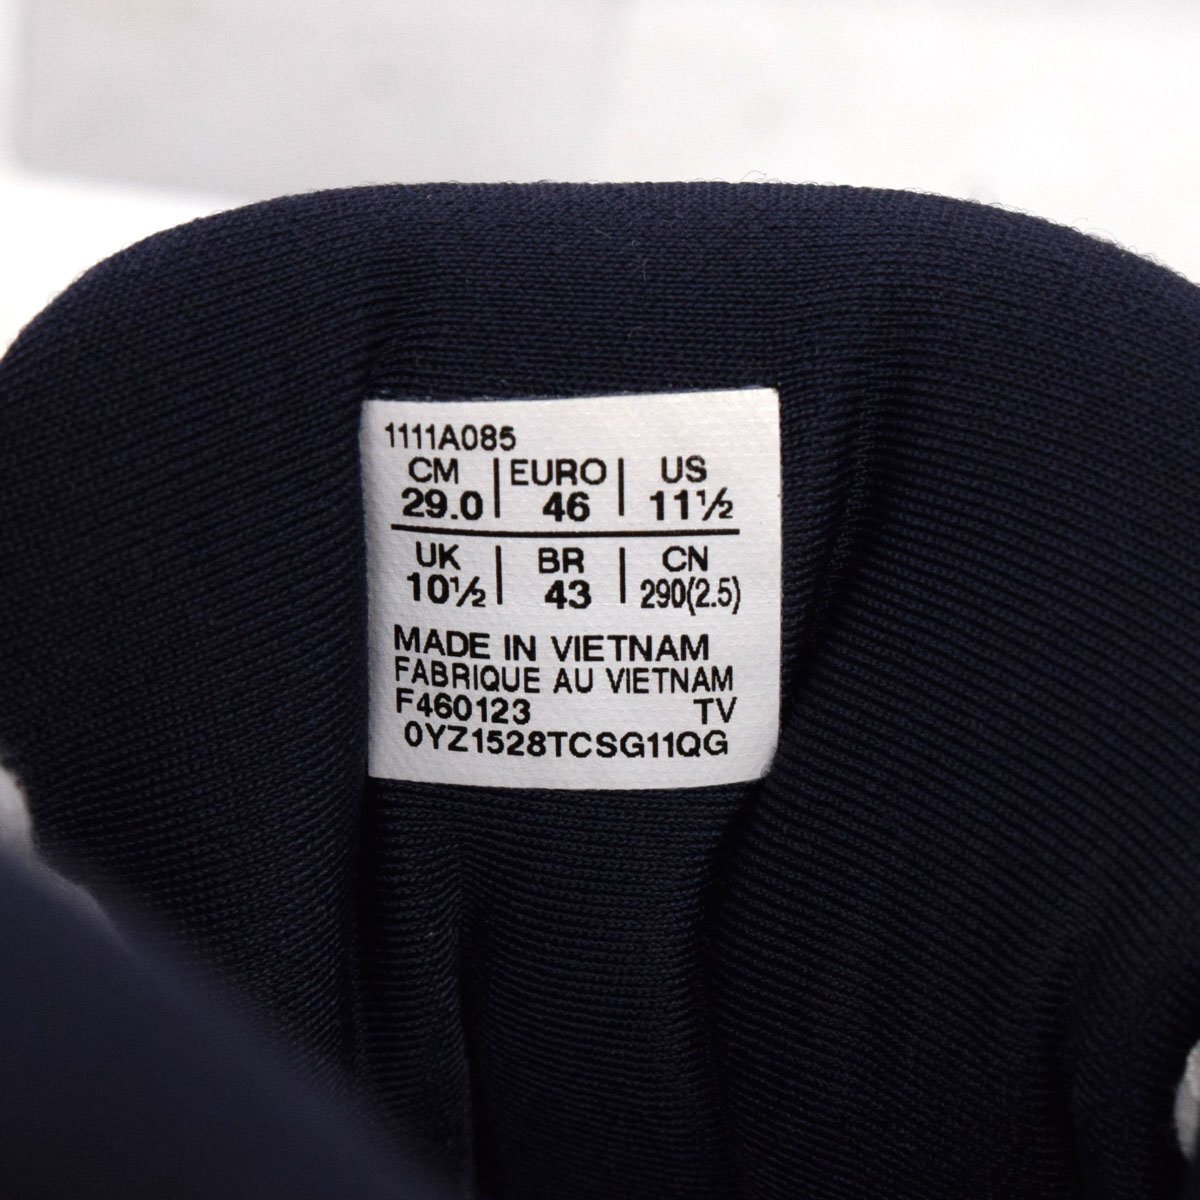 1111A085
CM | EURO | US
29.0 | 46 | 11½
UK | BR | CN
10½ | 43 | 290(2.5)
MADE IN VIETNAM
FABRIQUE AU VIETNAM
F460123 TV
0YZ1528TCSG11QG